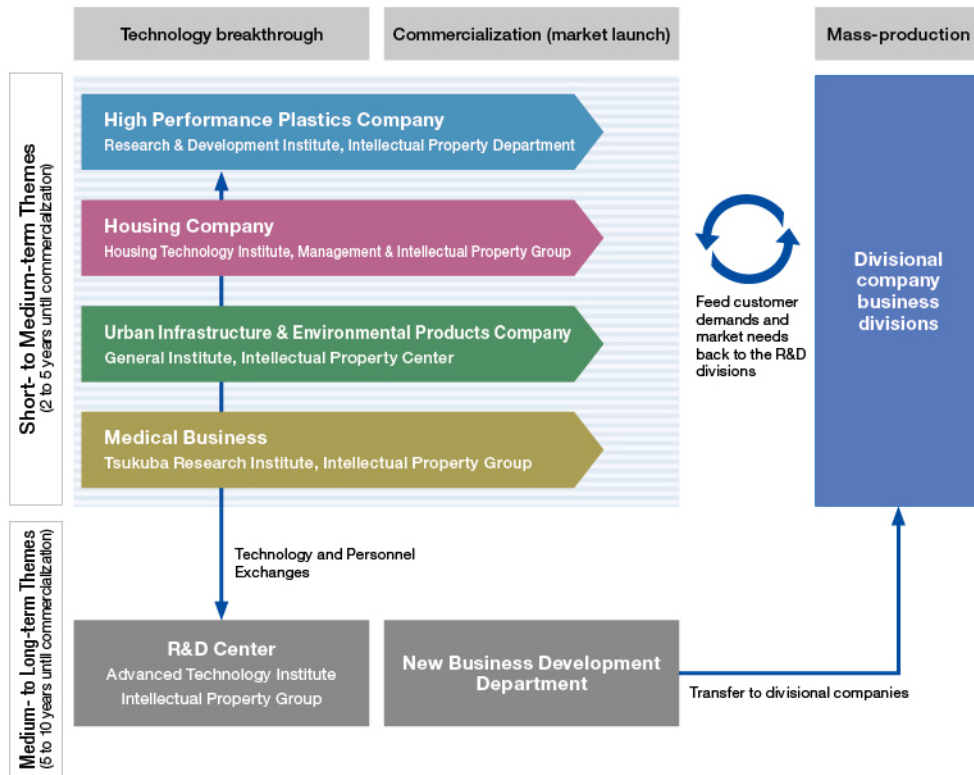 Technology breakthrough
Commercialization (market launch)
Mass-production
Short- to Medium-term Themes
(2 to 5 years until commercialization)
High Performance Plastics Company
Research & Development Institute, Intellectual Property Department
Housing Company
Housing Technology Institute, Management & Intellectual Property Group
Urban Infrastructure & Environmental Products Company
General Institute, Intellectual Property Center
Medical Business
Tsukuba Research Institute, Intellectual Property Group
Feed customer
demands and
market needs
back to the R&D
divisions
Divisional
company
business
divisions
Technology and Personnel
Exchanges
Medium- to Long-term Themes
(5 to 10 years until commercialization)
R&D Center
Advanced Technology Institute
Intellectual Property Group
New Business Development
Department
Transfer to divisional companies